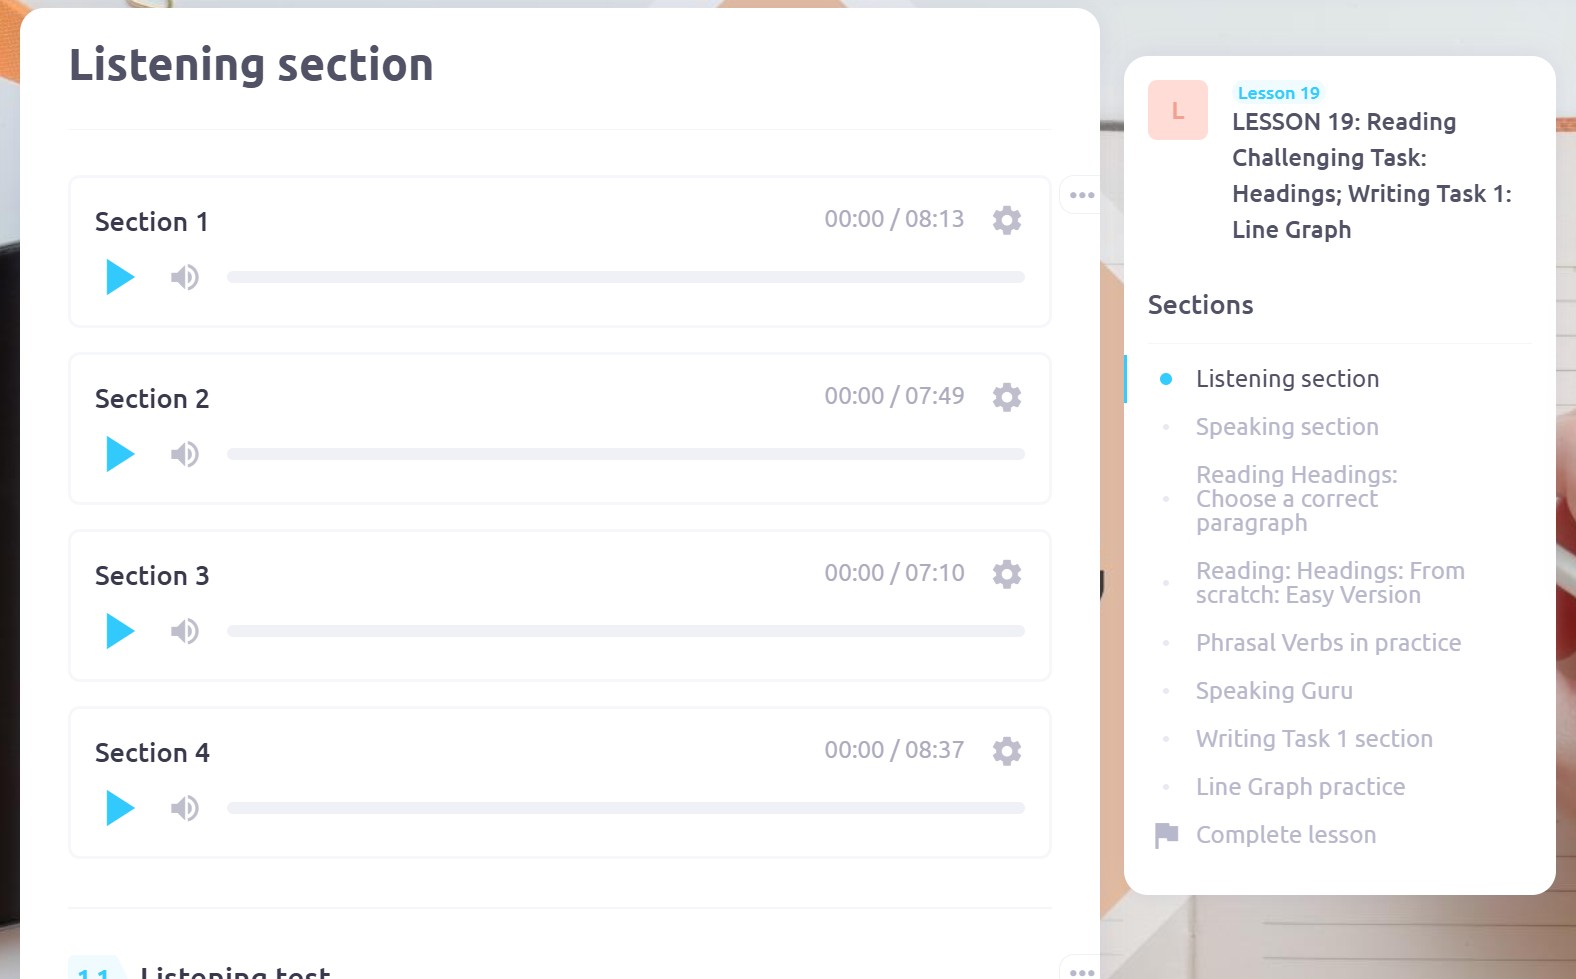 Listening section
Section 1
00:00 / 08:13
Section 2
00:00 / 07:49
Section 3
00:00 / 07:10
Section 4
00:00 / 08:37
1.1 Listening test
L
Lesson 19
LESSON 19: Reading
Challenging Task:
Headings; Writing Task 1:
Line Graph
Sections
Listening section
Speaking section
Reading Headings:
Choose a correct
paragraph
Reading: Headings: From
scratch: Easy Version
Phrasal Verbs in practice
Speaking Guru
Writing Task 1 section
Line Graph practice
Complete lesson